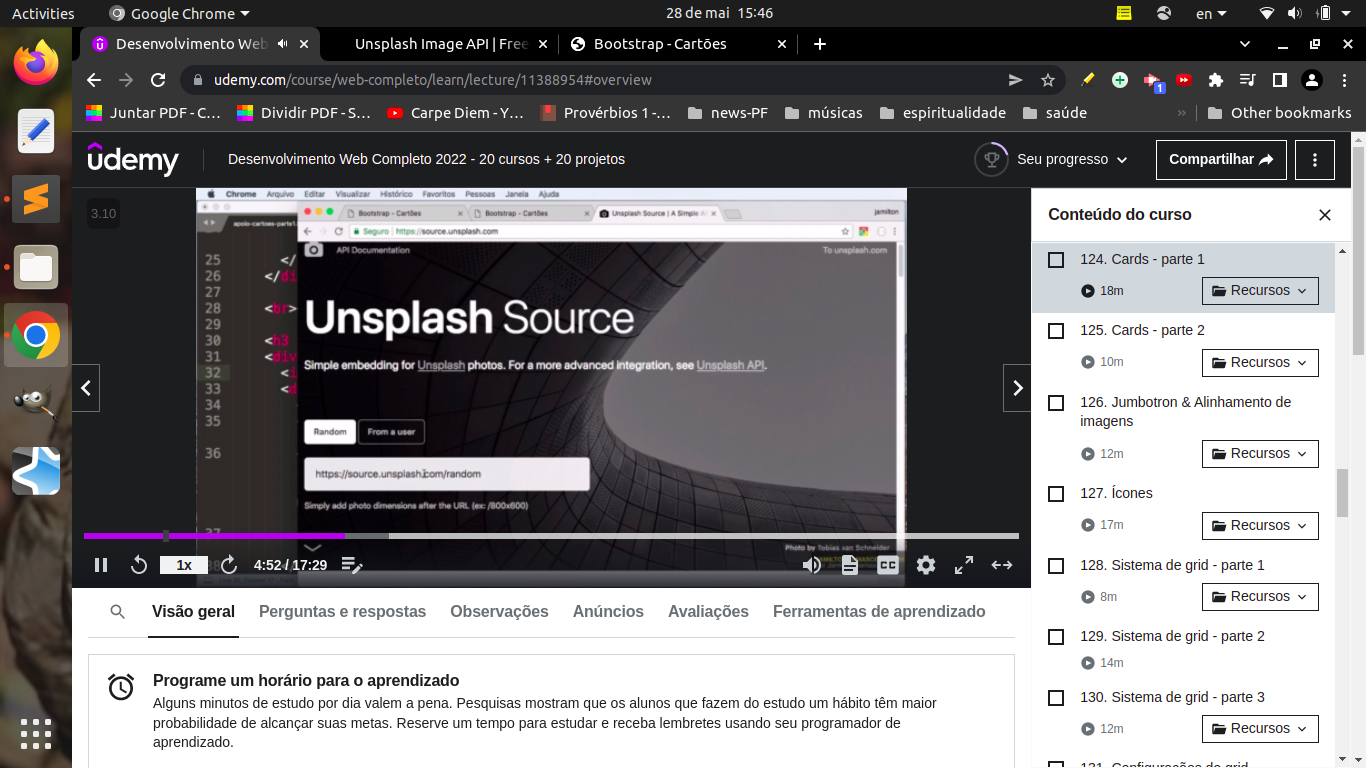 Activities
Google Chrome
28 de mai 15:46
en
Desenvolvimento Web
Unsplash Image API | Free
Bootstrap - Cartões
udemy.com/course/web-completo/learn/lecture/11388954#overview
1
Juntar PDF - C…
Dividir PDF - S…
Carpe Diem - Y…
Provérbios 1 -…
news-PF
músicas
espiritualidade
saúde
»
Other bookmarks
udemy
Desenvolvimento Web Completo 2022 - 20 cursos + 20 projetos
Seu progresso
Compartilhar
3.10
Chrome Arquivo Editar Visualizar Histórico Favoritos Pessoas Janela Ajuda
Bootstrap - Cartões
Bootstrap - Cartões
Unsplash Source | A Simple
jamilton
apoio-cartoes-parte1
Seguro https://source.unsplash.com
API Documentation
To unsplash.com
25 </
26 </di
27
28 <br>
29
30 <h3
31 <div
32 <i
33 <d
34
35
36
37
38
Unsplash Source
Simple embedding for Unsplash photos. For a more advanced integration, see Unsplash API.
Random
From a user
https://source.unsplash.com/random
Simply add photo dimensions after the URL (ex: /800x600)
Photo by Tobias van Schneider
1x
4:52 / 17:29
CC
Conteúdo do curso
124. Cards - parte 1
18m
Recursos
125. Cards - parte 2
10m
Recursos
126. Jumbotron & Alinhamento de
imagens
12m
Recursos
127. Ícones
17m
Recursos
128. Sistema de grid - parte 1
8m
Recursos
129. Sistema de grid - parte 2
14m
130. Sistema de grid - parte 3
12m
Recursos
131. Configurações do grid
Visão geral
Perguntas e respostas
Observações
Anúncios
Avaliações
Ferramentas de aprendizado
Programe um horário para o aprendizado
Alguns minutos de estudo por dia valem a pena. Pesquisas mostram que os alunos que fazem do estudo um hábito têm maior
probabilidade de alcançar suas metas. Reserve um tempo para estudar e receba lembretes usando seu programador de
aprendizado.